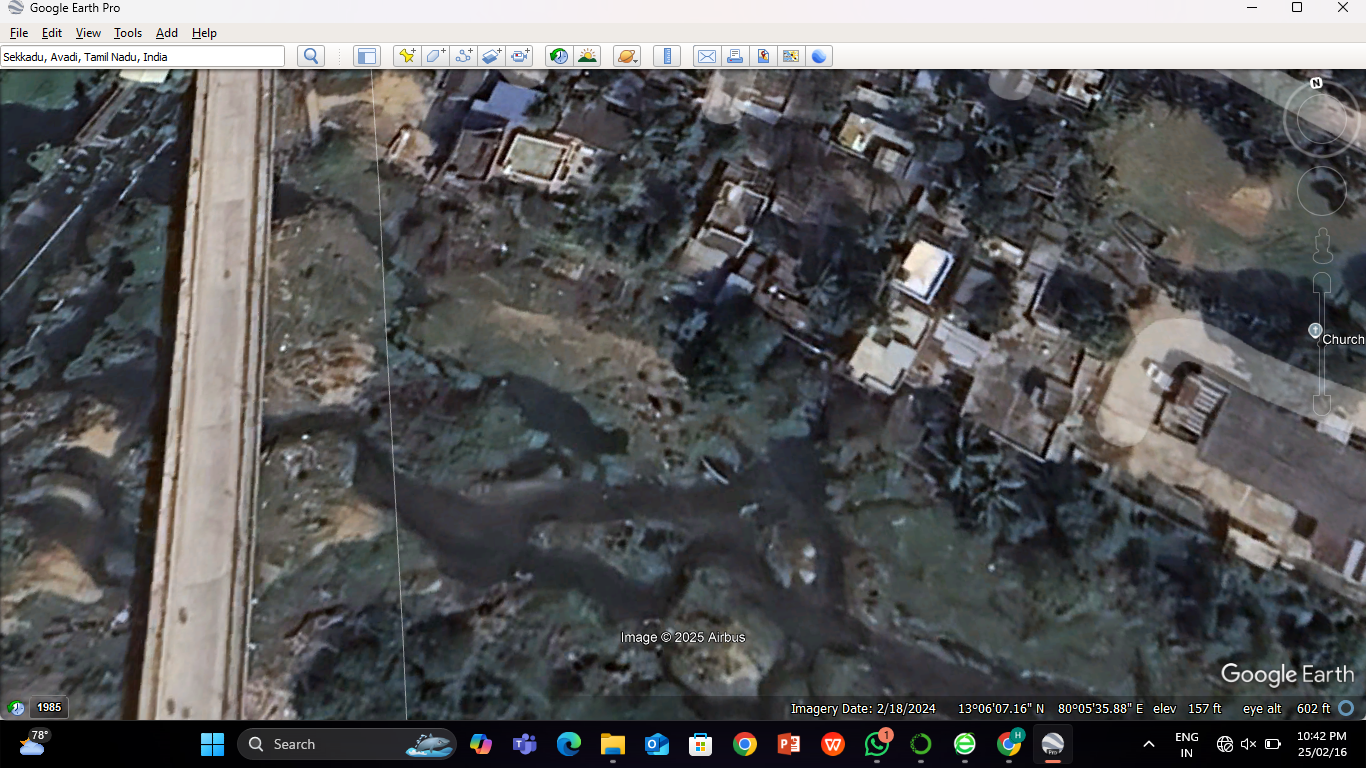 Google Earth Pro
File Edit View Tools Add Help
Sekkadu, Avadi, Tamil Nadu, India
N
Church
Image © 2025 Airbus
Google Earth
1985
Imagery Date: 2/18/2024 13°06'07.16" N 80°05'35.88" E elev 157 ft eye alt 602 ft
78°
Search
1
H
Pro
ENG
IN
10:42 PM
25/02/16